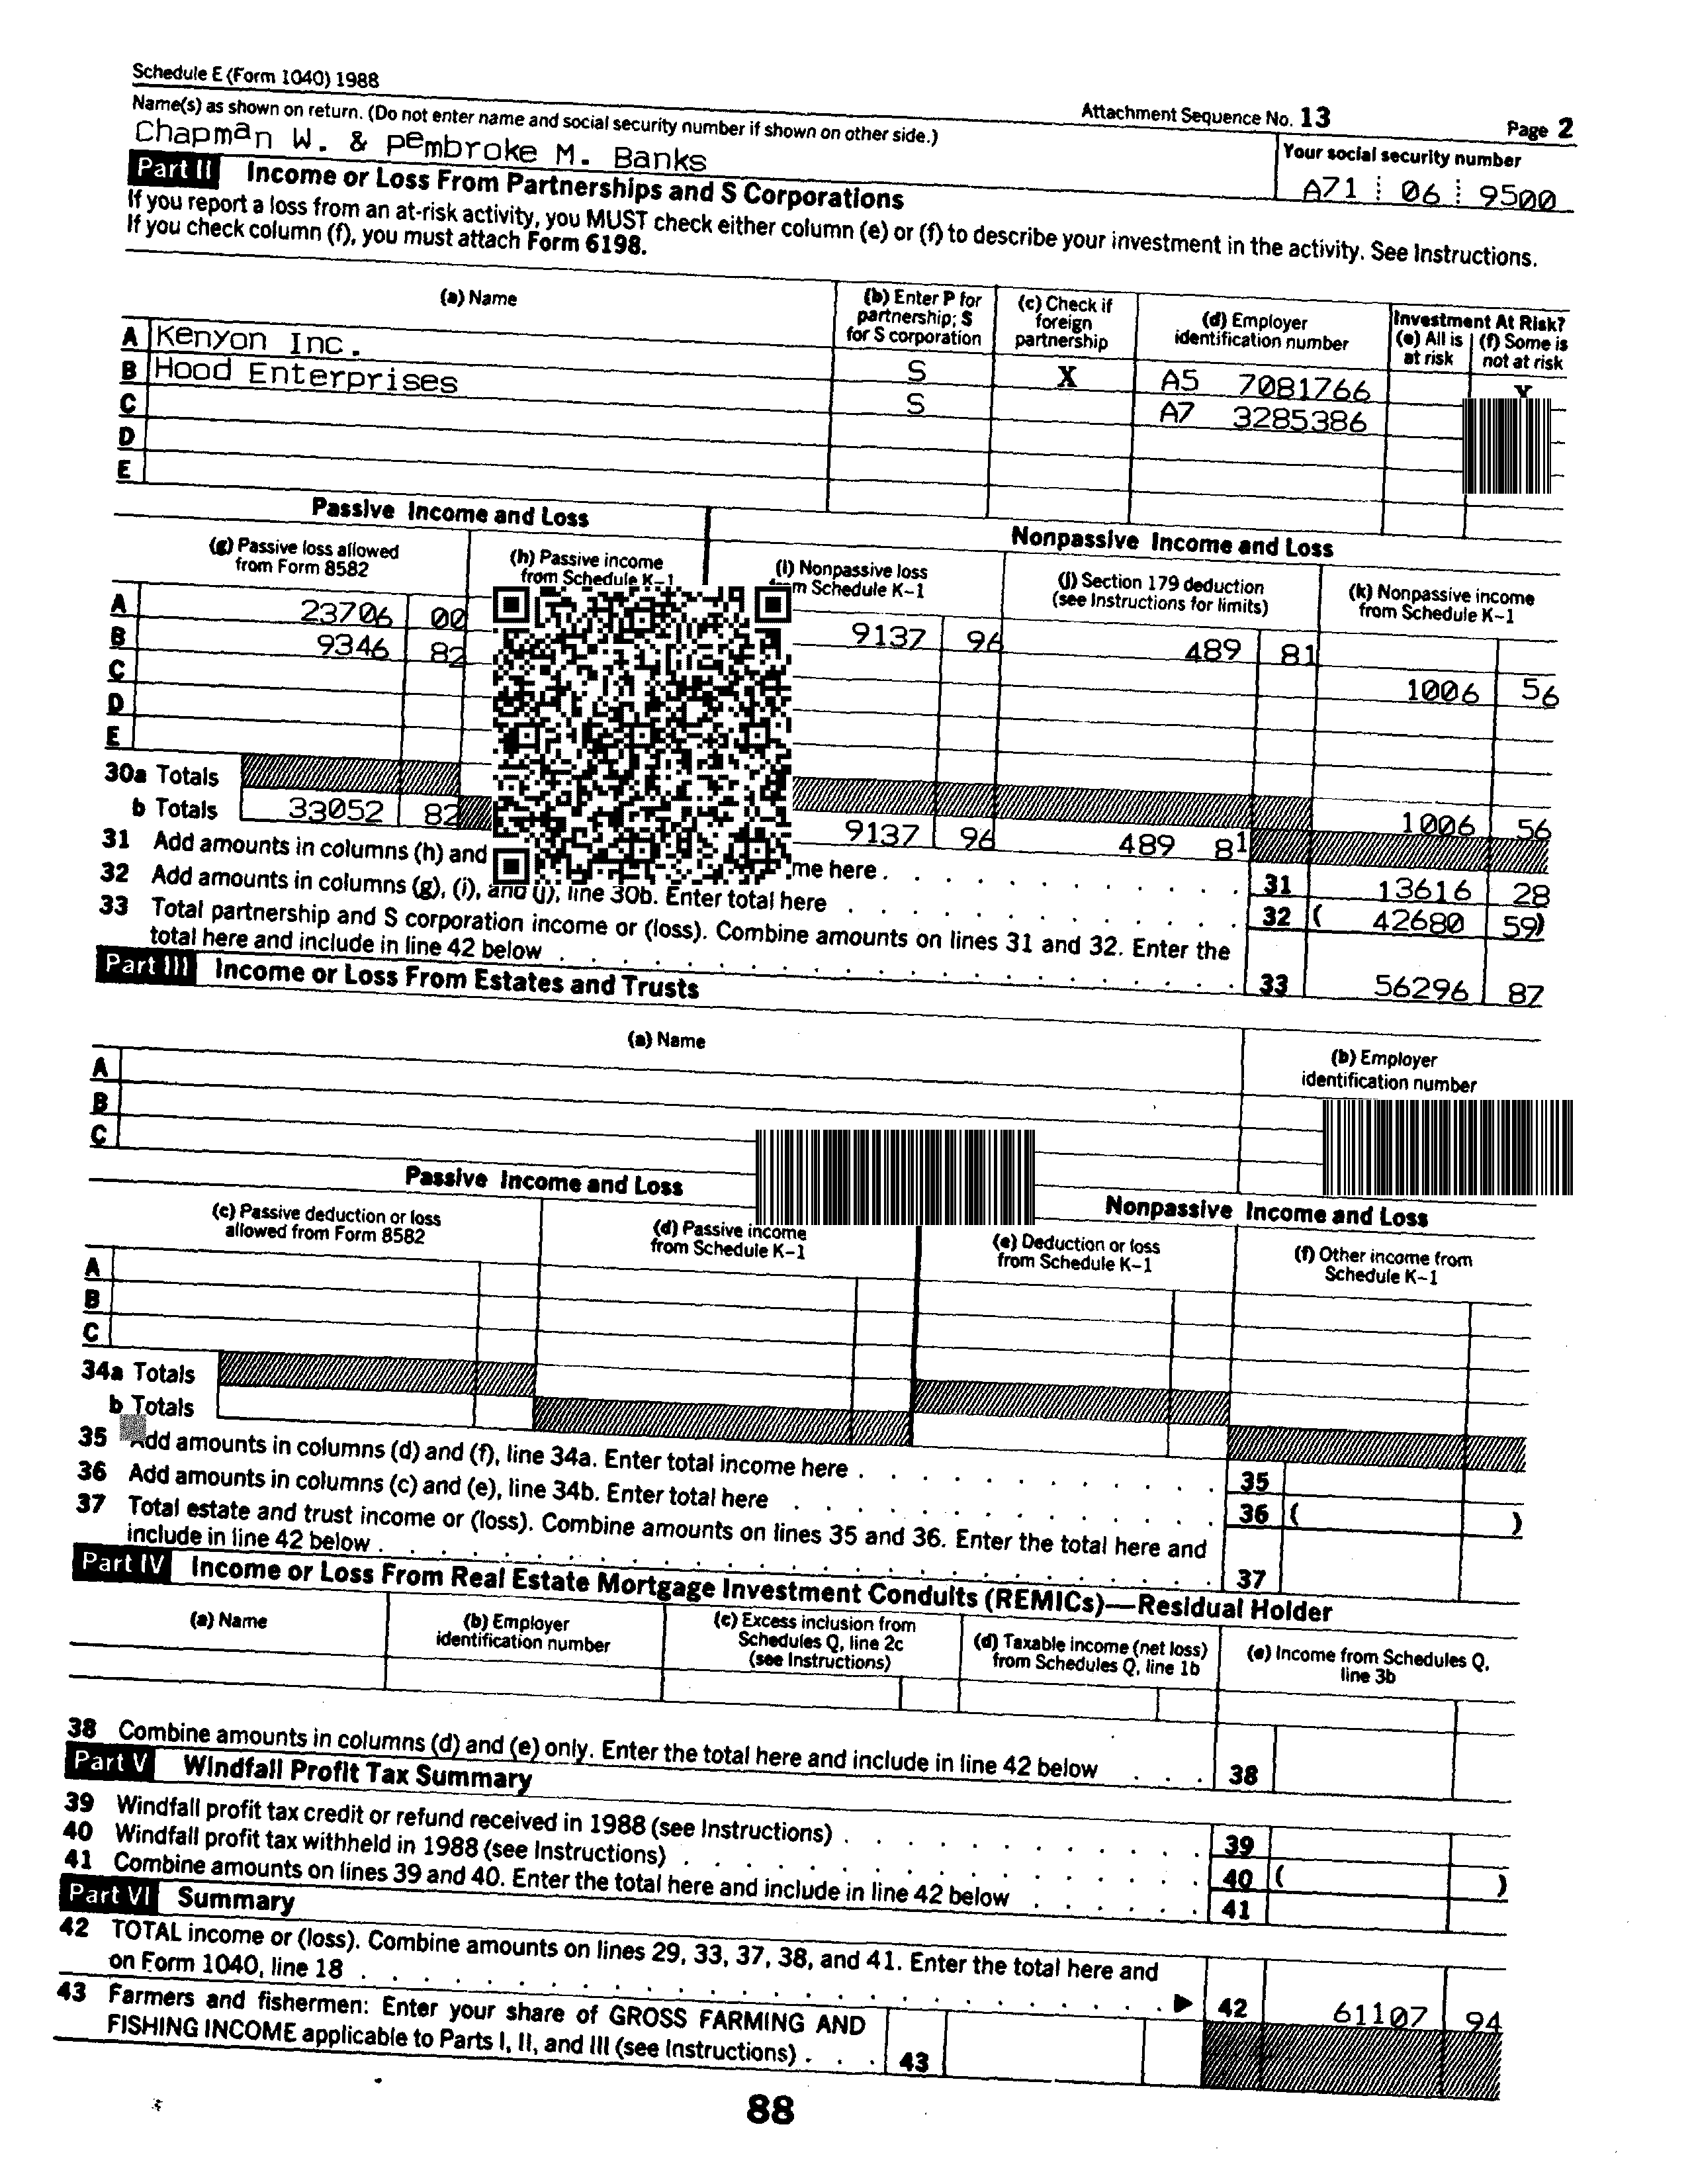 Schedule E (Form 1040) 1988
Attachment Sequence No. 13
Page 2
Name(s) as shown on return. (Do not enter name and social security number if shown on other side.)
Your social security number
Chapman W. & Pembroke M. Banks
A71 06 9500
Part II Income or Loss From Partnerships and S Corporations
If you report a loss from an at-risk activity, you MUST check either column (e) or (f) to describe your investment in the activity. See Instructions.
If you check column (f), you must attach Form 6198.
(a) Name
(b) Enter P for partnership; S for S corporation
(c) Check if foreign partnership
(d) Employer identification number
Investment At Risk?
(e) All is at risk
(f) Some is not at risk
A Kenyon Inc. S X A5 7081766 X
B Hood Enterprises S A7 3285386
C
D
E
Passive Income and Loss
Nonpassive Income and Loss
(g) Passive loss allowed from Form 8582
(h) Passive income from Schedule K-1
(i) Nonpassive loss from Schedule K-1
(j) Section 179 deduction (see Instructions for limits)
(k) Nonpassive income from Schedule K-1
A 23706 00 9137 96 489 81
B 9346 82 1006 56
C
D
E
30a Totals 1006 56
b Totals 33052 82 9137 96 489 81
31 Add amounts in columns (h) and me here . 31 13616 28
32 Add amounts in columns (g), (i), and (j), line 30b. Enter total here 32 ( 42680 59)
33 Total partnership and S corporation income or (loss). Combine amounts on lines 31 and 32. Enter the
total here and include in line 42 below 33 56296 87
Part III Income or Loss From Estates and Trusts
(a) Name
(b) Employer identification number
A
B
C
Passive Income and Loss
Nonpassive Income and Loss
(c) Passive deduction or loss allowed from Form 8582
(d) Passive income from Schedule K-1
(e) Deduction or loss from Schedule K-1
(f) Other income from Schedule K-1
A
B
C
34a Totals
b Totals
35 Add amounts in columns (d) and (f), line 34a. Enter total income here . 35
36 Add amounts in columns (c) and (e), line 34b. Enter total here 36 ( )
37 Total estate and trust income or (loss). Combine amounts on lines 35 and 36. Enter the total here and
include in line 42 below . 37
Part IV Income or Loss From Real Estate Mortgage Investment Conduits (REMICs)—Residual Holder
(a) Name
(b) Employer identification number
(c) Excess inclusion from Schedules Q, line 2c (see Instructions)
(d) Taxable income (net loss) from Schedules Q, line 1b
(e) Income from Schedules Q, line 3b
38 Combine amounts in columns (d) and (e) only. Enter the total here and include in line 42 below 38
Part V Windfall Profit Tax Summary
39 Windfall profit tax credit or refund received in 1988 (see Instructions) . 39
40 Windfall profit tax withheld in 1988 (see Instructions) 40 ( )
41 Combine amounts on lines 39 and 40. Enter the total here and include in line 42 below 41
Part VI Summary
42 TOTAL income or (loss). Combine amounts on lines 29, 33, 37, 38, and 41. Enter the total here and
on Form 1040, line 18 42 61107 94
43 Farmers and fishermen: Enter your share of GROSS FARMING AND
FISHING INCOME applicable to Parts I, II, and III (see Instructions) . 43
88